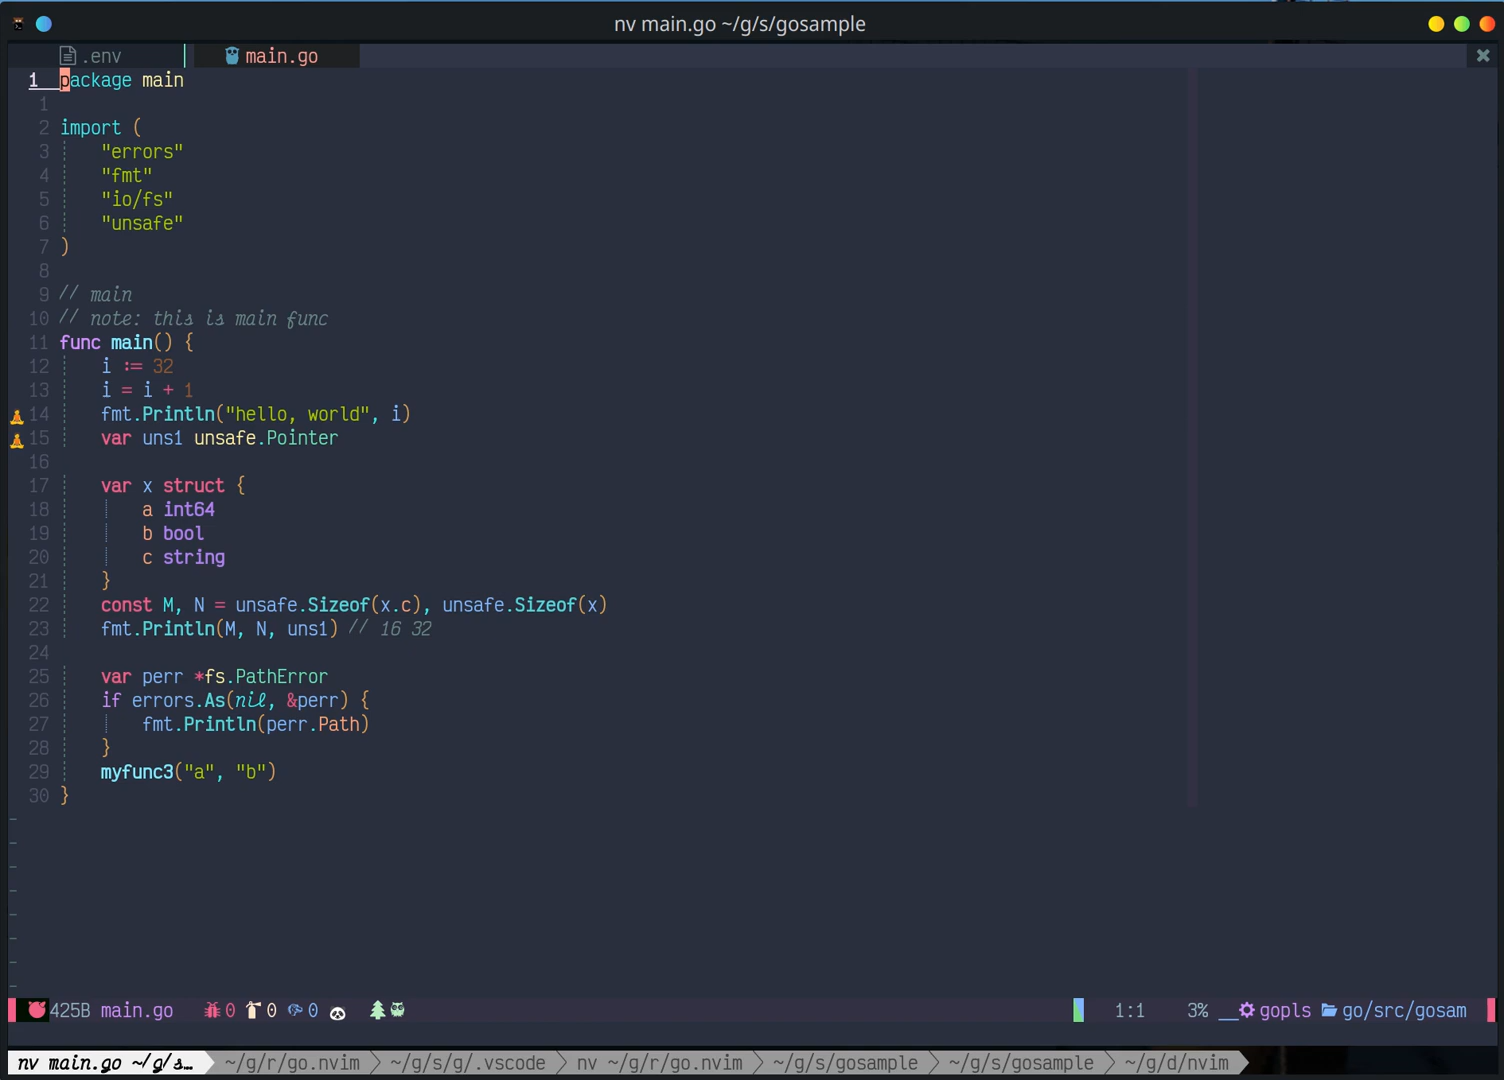 nv main.go ~/g/s/gosample
.env main.go
1 package main
1
2 import (
3 "errors"
4 "fmt"
5 "io/fs"
6 "unsafe"
7 )
8
9 // main
10 // note: this is main func
11 func main() {
12 i := 32
13 i = i + 1
14 fmt.Println("hello, world", i)
15 var uns1 unsafe.Pointer
16
17 var x struct {
18 a int64
19 b bool
20 c string
21 }
22 const M, N = unsafe.Sizeof(x.c), unsafe.Sizeof(x)
23 fmt.Println(M, N, uns1) // 16 32
24
25 var perr *fs.PathError
26 if errors.As(nil, &perr) {
27 fmt.Println(perr.Path)
28 }
29 myfunc3("a", "b")
30 }
425B main.go 0 0 0 1:1 3% __ gopls go/src/gosam
nv main.go ~/g/s… ~/g/r/go.nvim ~/g/s/g/.vscode nv ~/g/r/go.nvim ~/g/s/gosample ~/g/s/gosample ~/g/d/nvim